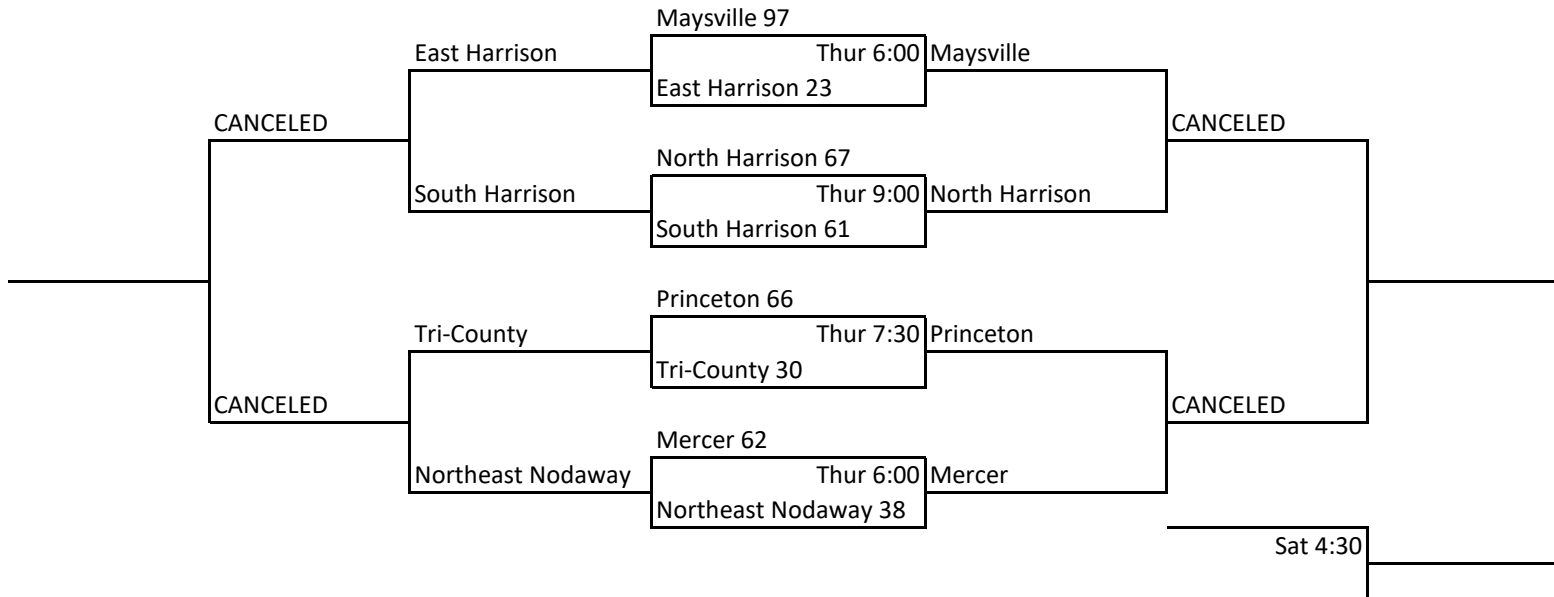 Maysville 97
East Harrison
Thur 6:00
Maysville
East Harrison 23
CANCELED
CANCELED
North Harrison 67
South Harrison
Thur 9:00
North Harrison
South Harrison 61
Princeton 66
Tri-County
Thur 7:30
Princeton
Tri-County 30
CANCELED
CANCELED
Mercer 62
Northeast Nodaway
Thur 6:00
Mercer
Northeast Nodaway 38
Sat 4:30